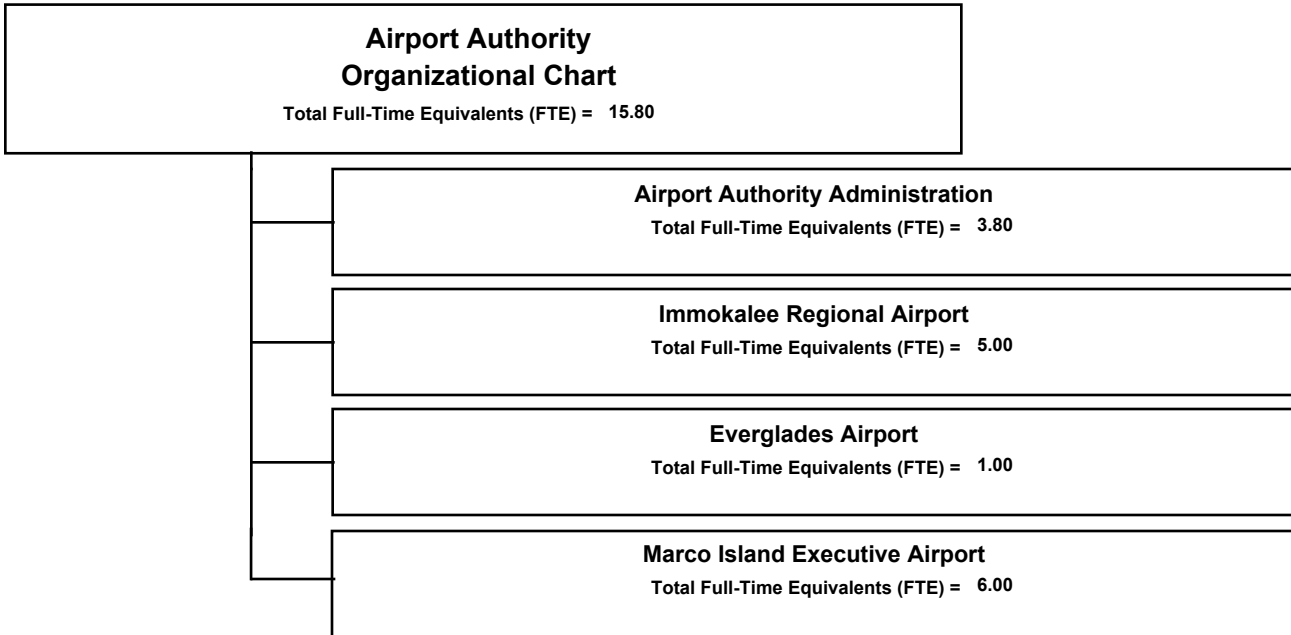 Airport Authority
Organizational Chart
Total Full-Time Equivalents (FTE) = 15.80
Airport Authority Administration
Total Full-Time Equivalents (FTE) = 3.80
Immokalee Regional Airport
Total Full-Time Equivalents (FTE) = 5.00
Everglades Airport
Total Full-Time Equivalents (FTE) = 1.00
Marco Island Executive Airport
Total Full-Time Equivalents (FTE) = 6.00